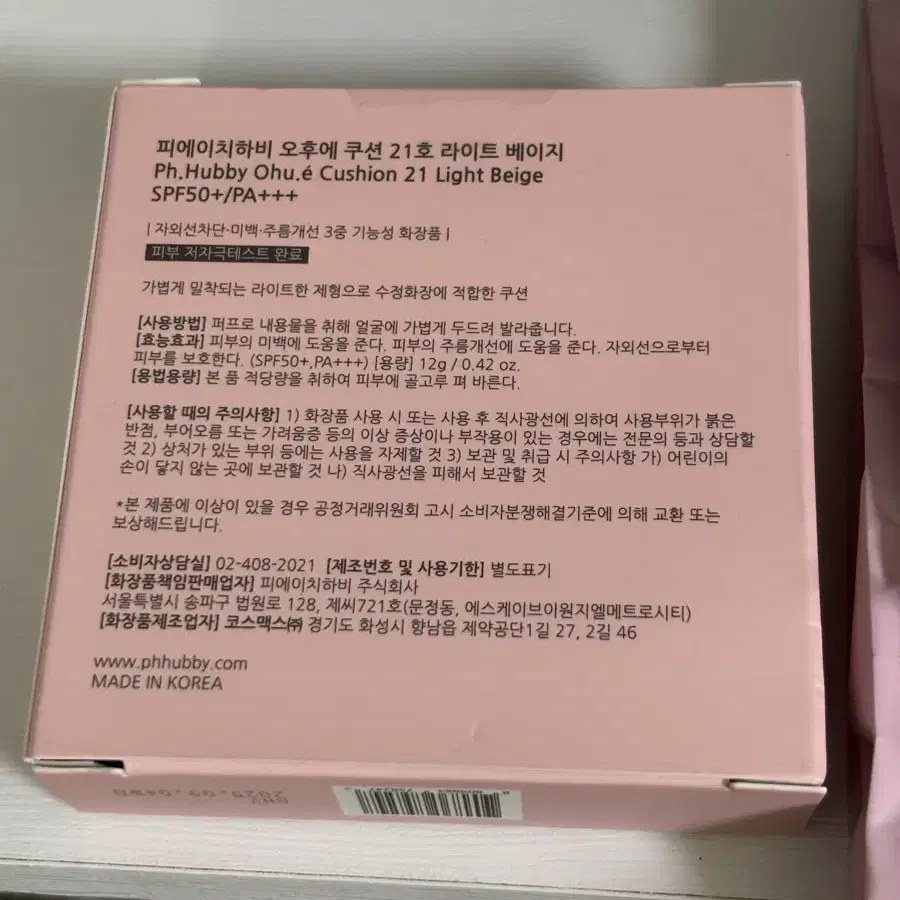 피에이치하비 오후에 쿠션 21호 라이트 베이지
Ph.Hubby Ohu.é Cushion 21 Light Beige
SPF50+/PA+++
| 자외선차단·미백·주름개선 3중 기능성 화장품 |
피부 저자극테스트 완료
가볍게 밀착되는 라이트한 제형으로 수정화장에 적합한 쿠션
[사용방법] 퍼프로 내용물을 취해 얼굴에 가볍게 두드려 발라줍니다.
[효능효과] 피부의 미백에 도움을 준다. 피부의 주름개선에 도움을 준다. 자외선으로부터
피부를 보호한다. (SPF50+,PA+++) [용량] 12g / 0.42 oz.
[용법용량] 본 품 적당량을 취하여 피부에 골고루 펴 바른다.
[사용할 때의 주의사항] 1) 화장품 사용 시 또는 사용 후 직사광선에 의하여 사용부위가 붉은
반점, 부어오름 또는 가려움증 등의 이상 증상이나 부작용이 있는 경우에는 전문의 등과 상담할
것 2) 상처가 있는 부위 등에는 사용을 자제할 것 3) 보관 및 취급 시 주의사항 가) 어린이의
손이 닿지 않는 곳에 보관할 것 나) 직사광선을 피해서 보관할 것
*본 제품에 이상이 있을 경우 공정거래위원회 고시 소비자분쟁해결기준에 의해 교환 또는
보상해드립니다.
[소비자상담실] 02-408-2021 [제조번호 및 사용기한] 별도표기
[화장품책임판매업자] 피에이치하비 주식회사
서울특별시 송파구 법원로 128, 제씨721호(문정동, 에스케이브이원지엘메트로시티)
[화장품제조업자] 코스맥스㈜ 경기도 화성시 향남읍 제약공단1길 27, 2길 46
www.phhubby.com
MADE IN KOREA